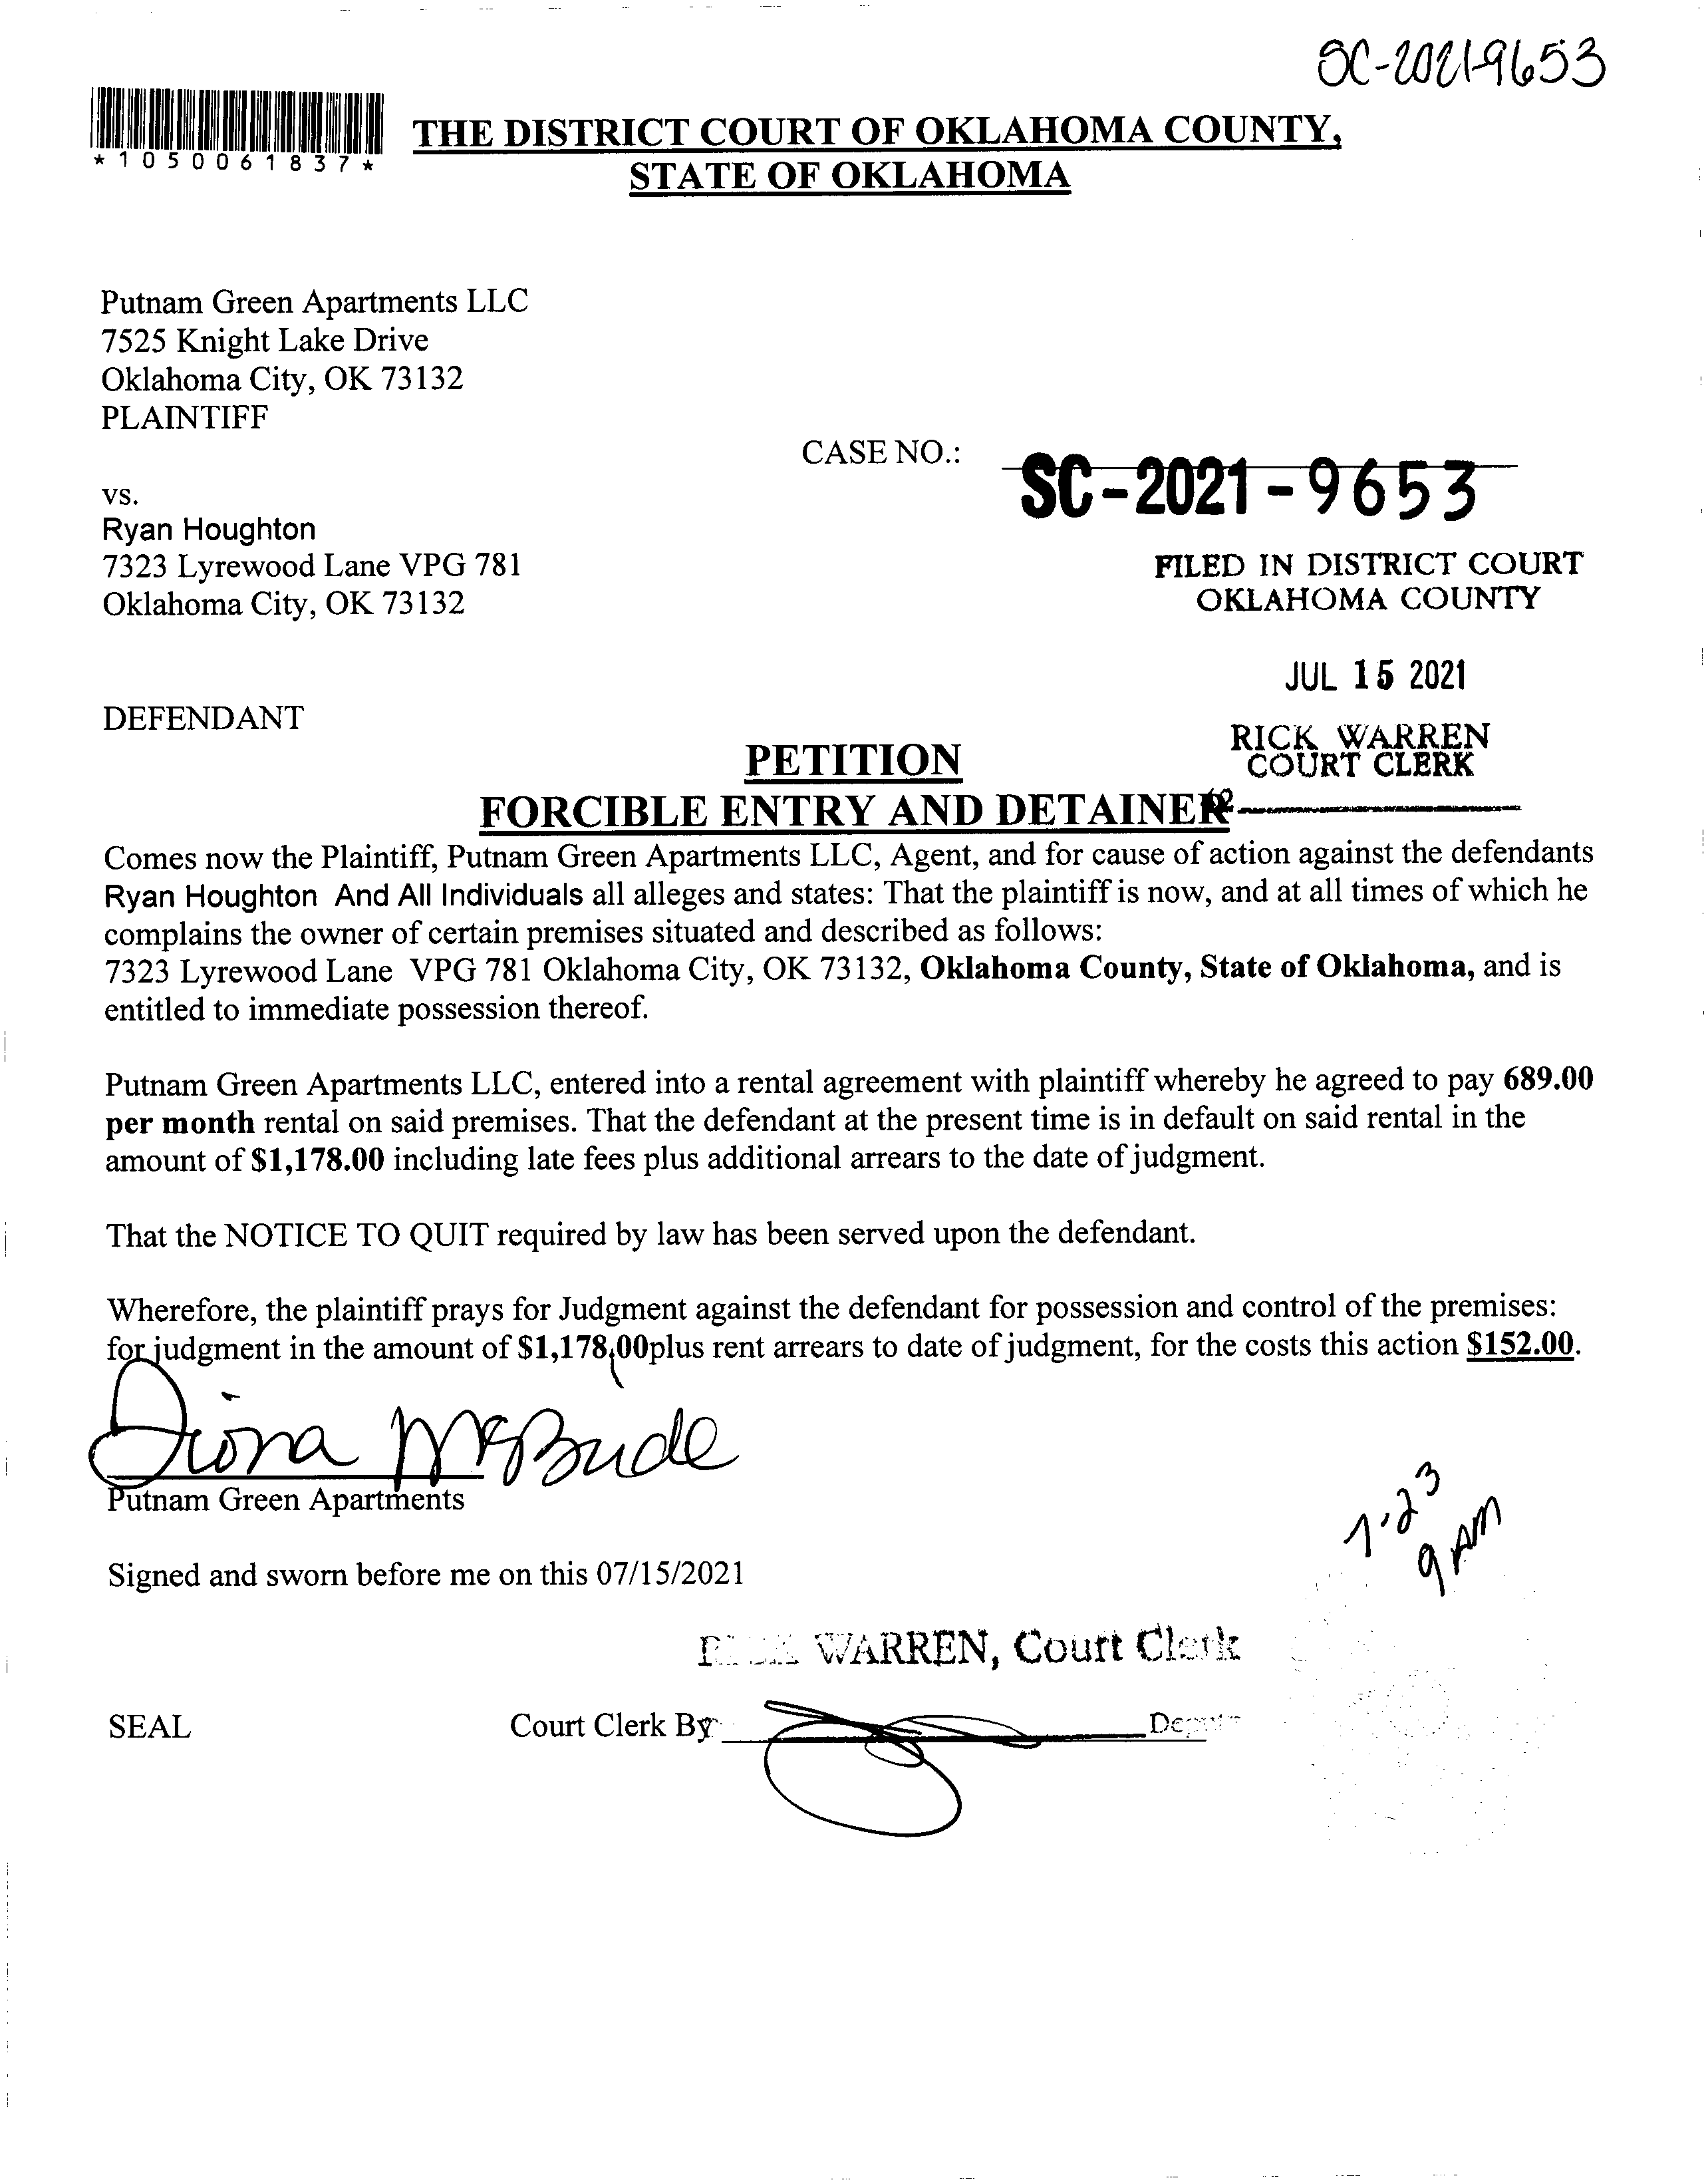 SC-2021-9653
*1050061837*
THE DISTRICT COURT OF OKLAHOMA COUNTY,
STATE OF OKLAHOMA
Putnam Green Apartments LLC
7525 Knight Lake Drive
Oklahoma City, OK 73132
PLAINTIFF
CASE NO.: SC-2021-9653
vs.
Ryan Houghton
7323 Lyrewood Lane VPG 781
Oklahoma City, OK 73132
FILED IN DISTRICT COURT
OKLAHOMA COUNTY
JUL 15 2021
RICK WARREN
COURT CLERK
DEFENDANT
PETITION
FORCIBLE ENTRY AND DETAINER
Comes now the Plaintiff, Putnam Green Apartments LLC, Agent, and for cause of action against the defendants
Ryan Houghton And All Individuals all alleges and states: That the plaintiff is now, and at all times of which he
complains the owner of certain premises situated and described as follows:
7323 Lyrewood Lane VPG 781 Oklahoma City, OK 73132, Oklahoma County, State of Oklahoma, and is
entitled to immediate possession thereof.
Putnam Green Apartments LLC, entered into a rental agreement with plaintiff whereby he agreed to pay 689.00
per month rental on said premises. That the defendant at the present time is in default on said rental in the
amount of $1,178.00 including late fees plus additional arrears to the date of judgment.
That the NOTICE TO QUIT required by law has been served upon the defendant.
Wherefore, the plaintiff prays for Judgment against the defendant for possession and control of the premises:
for judgment in the amount of $1,178.00plus rent arrears to date of judgment, for the costs this action $152.00.
McBride
Putnam Green Apartments
7.23
9 AM
Signed and sworn before me on this 07/15/2021
RICK WARREN, Court Clerk
SEAL
Court Clerk By
Deputy